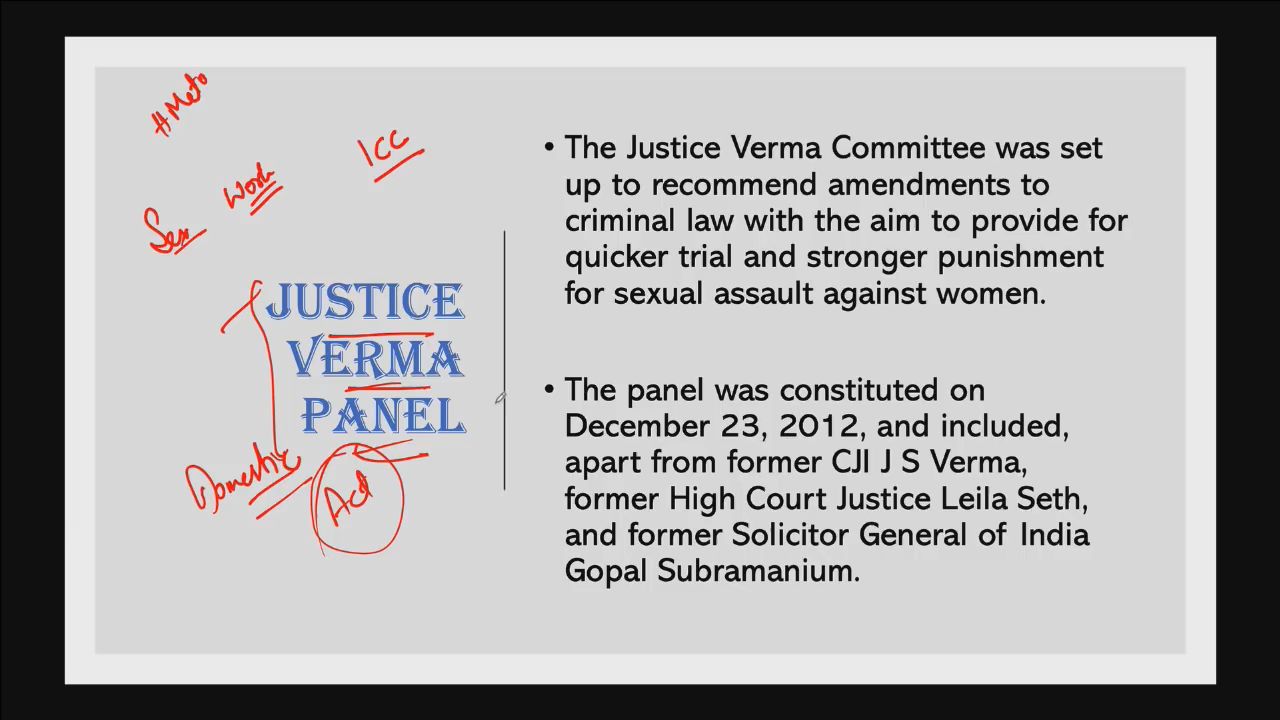 #Meto
ICC
Work
Sex
JUSTICE
VERMA
PANEL
Domestic
Act
• The Justice Verma Committee was set
up to recommend amendments to
criminal law with the aim to provide for
quicker trial and stronger punishment
for sexual assault against women.
• The panel was constituted on
December 23, 2012, and included,
apart from former CJI J S Verma,
former High Court Justice Leila Seth,
and former Solicitor General of India
Gopal Subramanium.